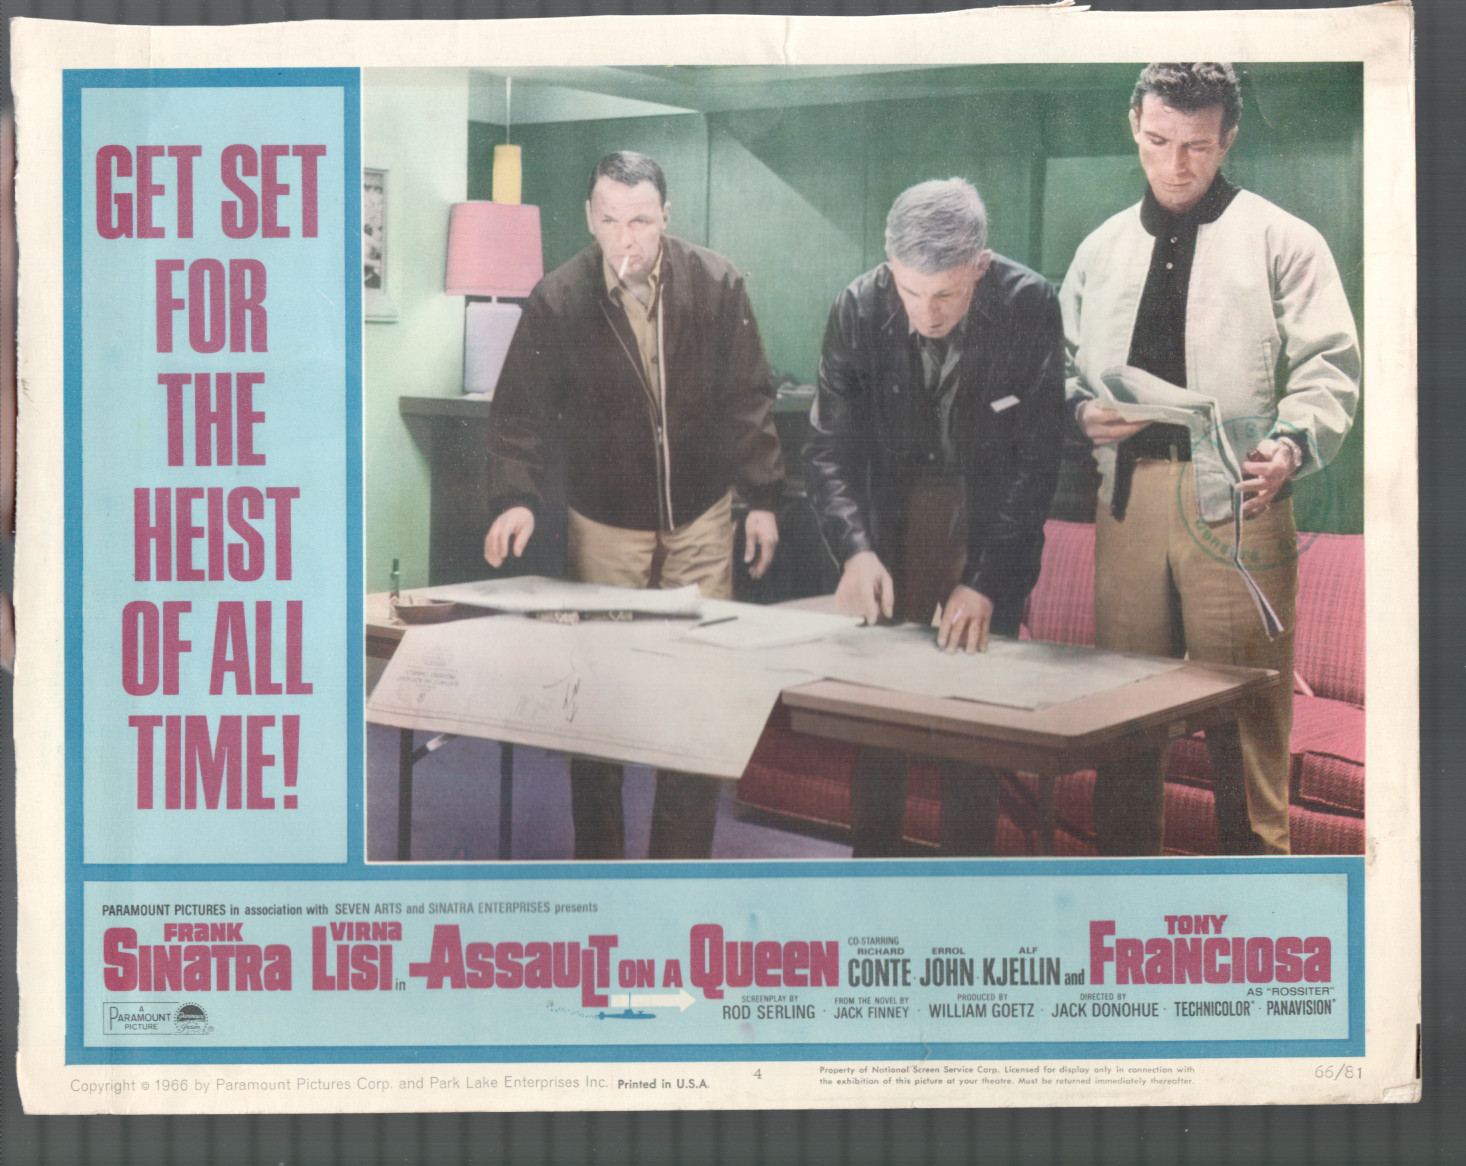 GET SET
FOR
THE
HEIST
OF ALL
TIME!
PARAMOUNT PICTURES in association with SEVEN ARTS and SINATRA ENTERPRISES presents
FRANK SINATRA
VIRNA LISI in
ASSAULT ON A QUEEN
CO-STARRING
RICHARD CONTE · ERROL JOHN · ALF KJELLIN and
TONY FRANCIOSA
AS "ROSSITER"
A PARAMOUNT PICTURE
SCREENPLAY BY ROD SERLING · FROM THE NOVEL BY JACK FINNEY · PRODUCED BY WILLIAM GOETZ · DIRECTED BY JACK DONOHUE · TECHNICOLOR® · PANAVISION®
Copyright © 1966 by Paramount Pictures Corp. and Park Lake Enterprises Inc. Printed in U.S.A.
4
Property of National Screen Service Corp. Licensed for display only in connection with
the exhibition of this picture at your theatre. Must be returned immediately thereafter.
66/81